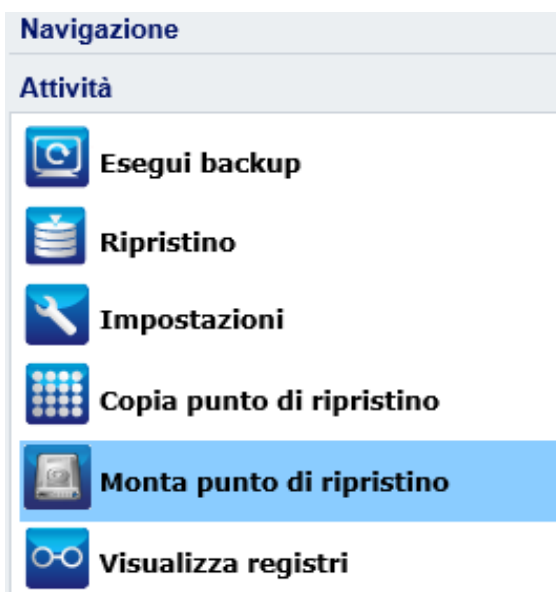 Navigazione
Attività
Esegui backup
Ripristino
Impostazioni
Copia punto di ripristino
Monta punto di ripristino
Visualizza registri